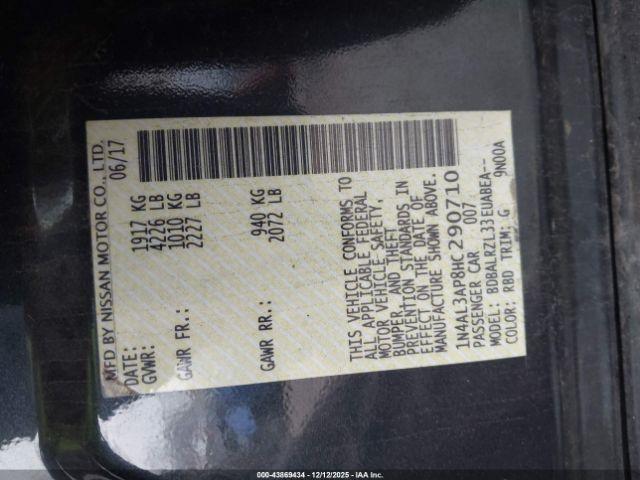 MFD BY NISSAN MOTOR CO., LTD.
DATE: 06/17
GVWR: 1917 KG
4226 LB
GAWR FR.: 1010 KG
2227 LB
GAWR RR.: 940 KG
2072 LB
THIS VEHICLE CONFORMS TO
ALL APPLICABLE FEDERAL
MOTOR VEHICLE SAFETY,
BUMPER, AND THEFT
PREVENTION STANDARDS IN
EFFECT ON THE DATE OF
MANUFACTURE SHOWN ABOVE.
1N4AL3AP8HC290710
PASSENGER CAR 007
MODEL: BDBALRZL33EUABEA--
COLOR: RBD TRIM: G 9N00A
000-43869434 | 12/12/2025 - IAA, Inc.